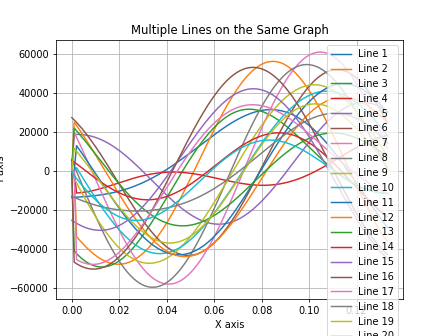 Multiple Lines on the Same Graph
60000
40000
20000
0
−20000
−40000
−60000
0.00
0.02
0.04
0.06
0.08
0.10
X axis
Line 1
Line 2
Line 3
Line 4
Line 5
Line 6
Line 7
Line 8
Line 9
Line 10
Line 11
Line 12
Line 13
Line 14
Line 15
Line 16
Line 17
Line 18
Line 19
Line 20